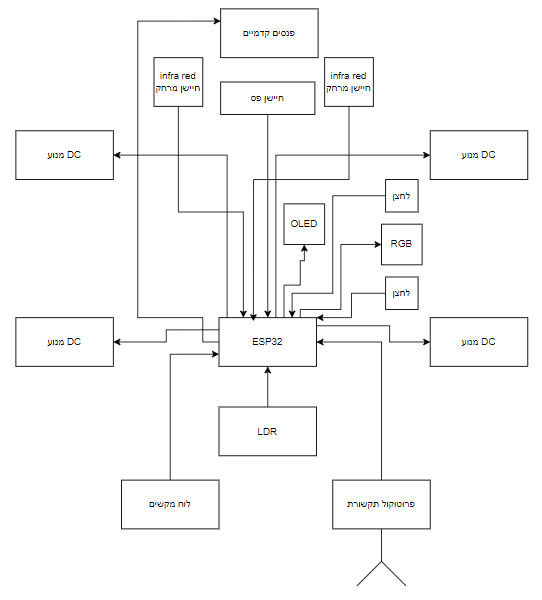 פנסים קדמיים
infra red
חיישן מרחק
infra red
חיישן מרחק
חיישן פס
מנוע DC
מנוע DC
לחצן
OLED
RGB
לחצן
מנוע DC
ESP32
מנוע DC
LDR
לוח מקשים
פרוטוקול תקשורת